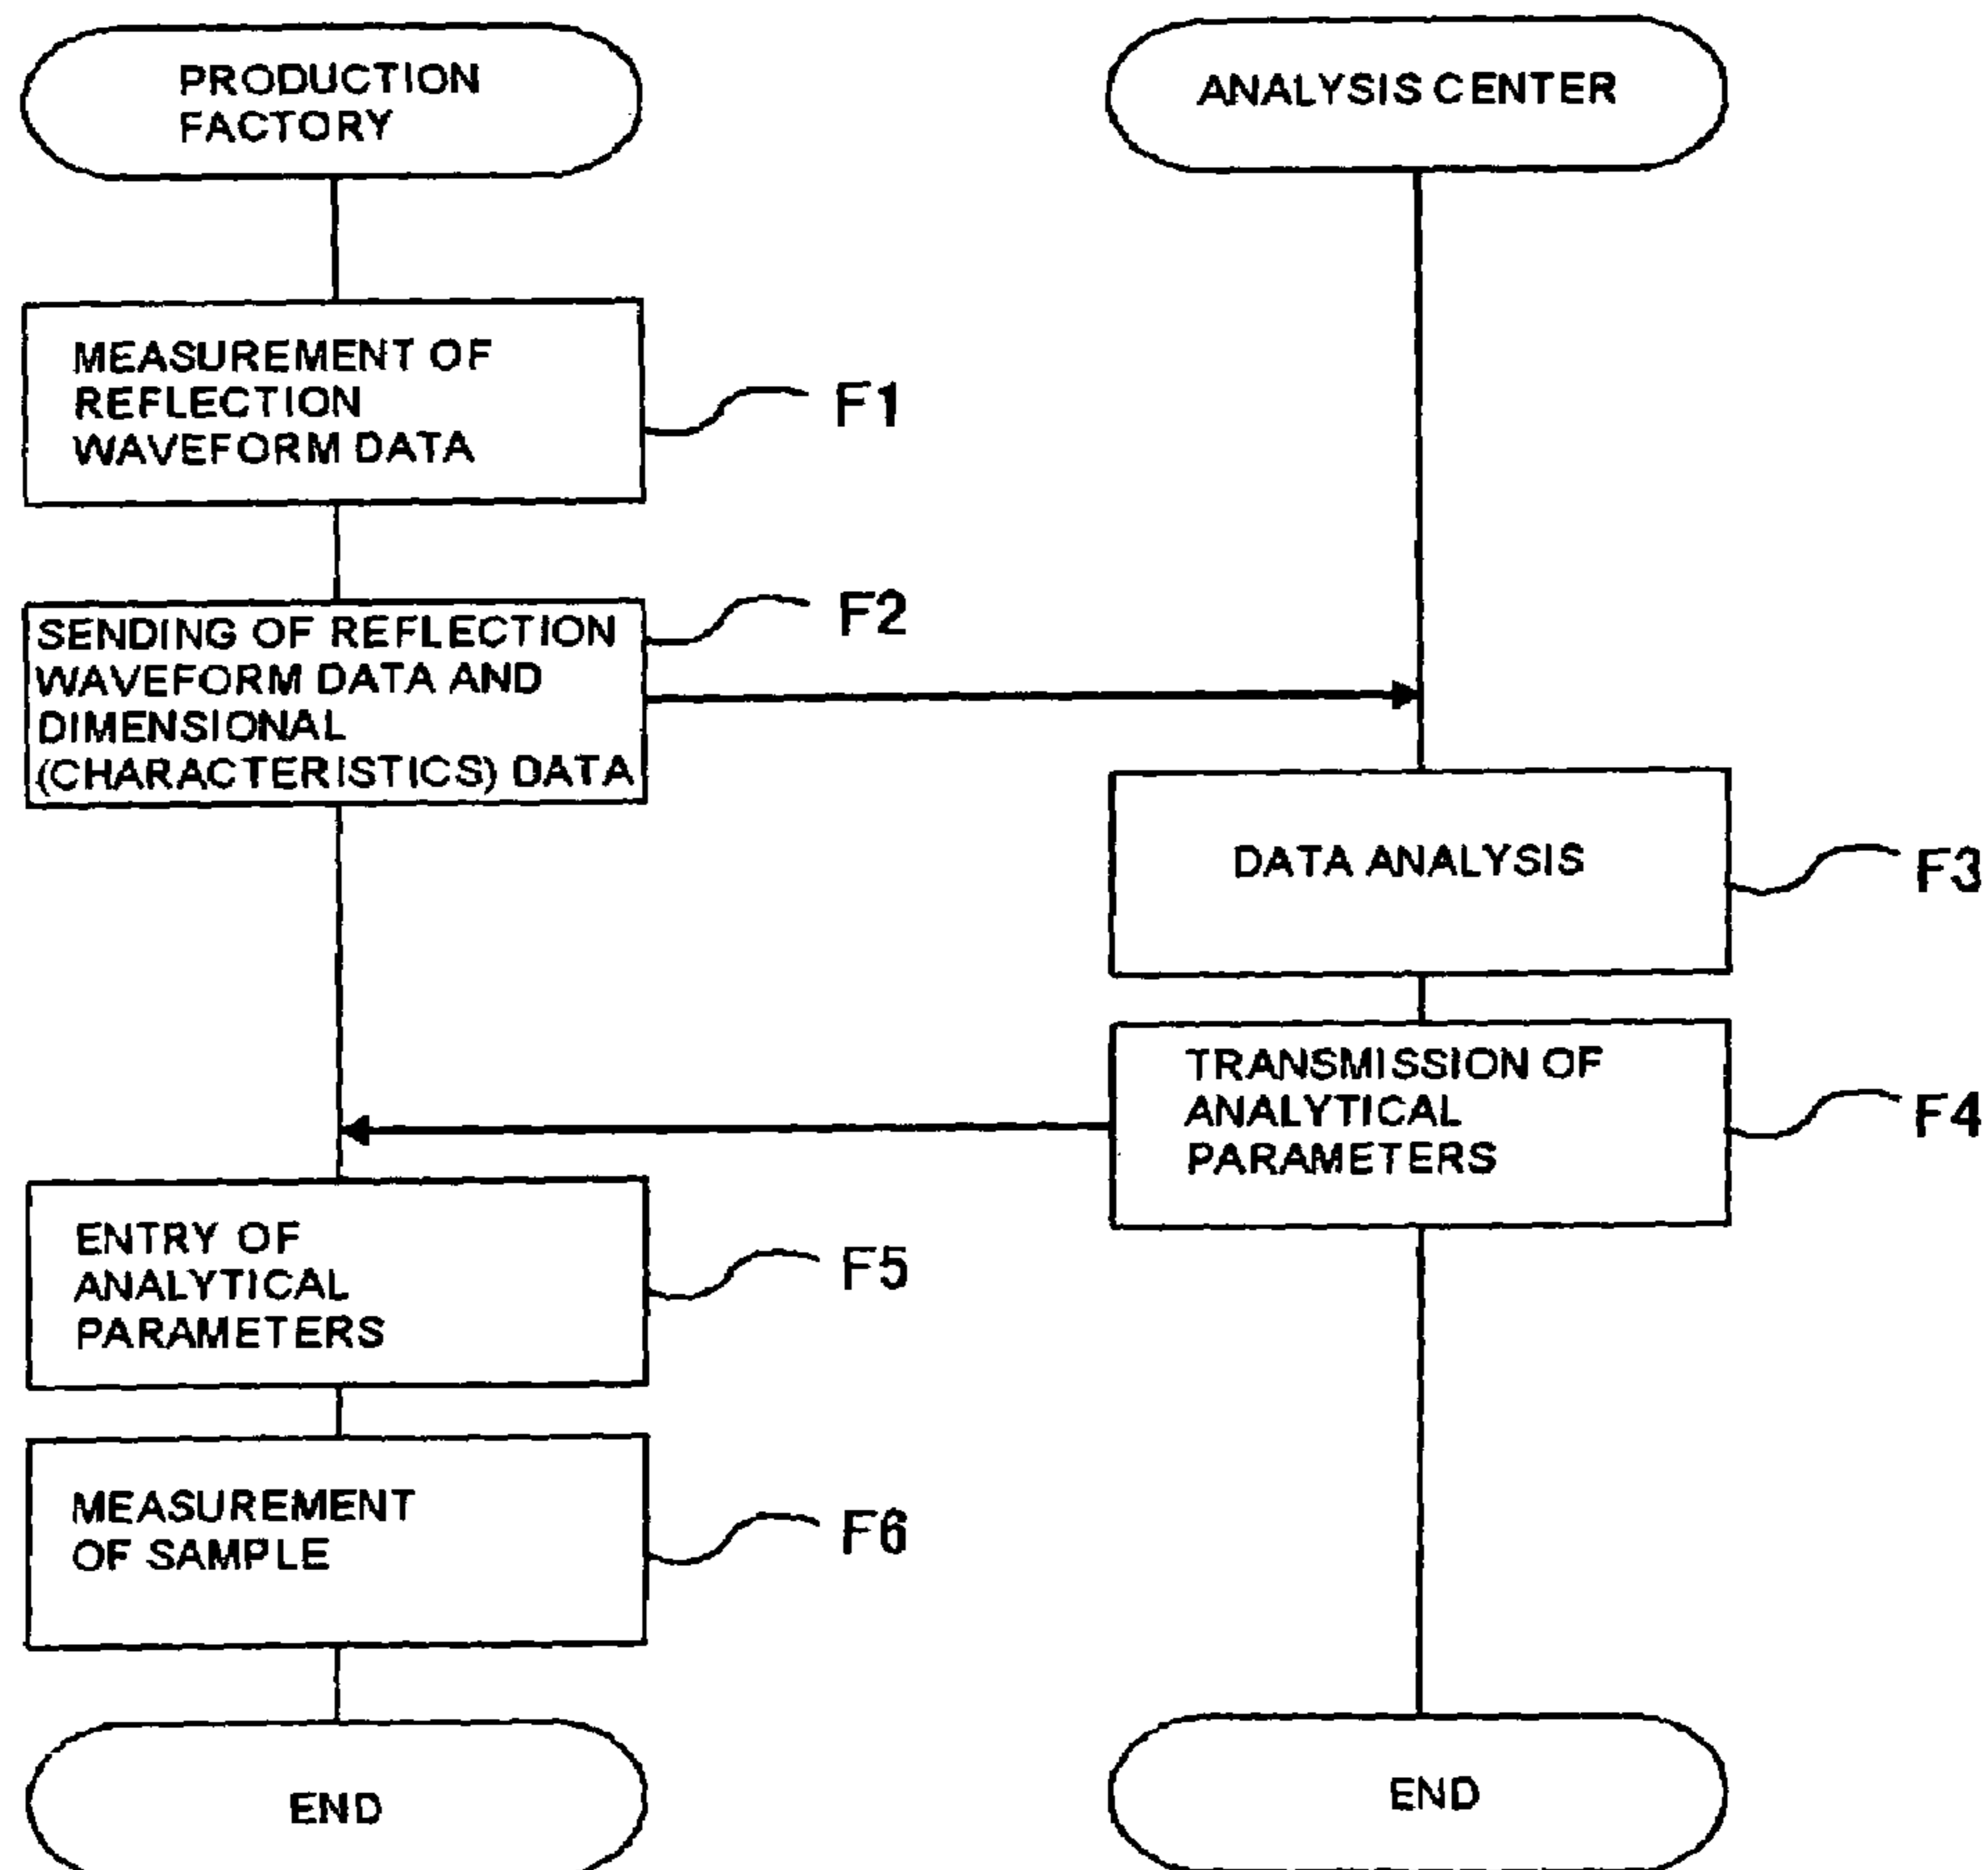 PRODUCTION
FACTORY
ANALYSIS CENTER
MEASUREMENT OF
REFLECTION
WAVEFORM DATA
F1
SENDING OF REFLECTION
WAVEFORM DATA AND
DIMENSIONAL
(CHARACTERISTICS) DATA
F2
DATA ANALYSIS
F3
TRANSMISSION OF
ANALYTICAL
PARAMETERS
F4
ENTRY OF
ANALYTICAL
PARAMETERS
F5
MEASUREMENT
OF SAMPLE
F6
END
END